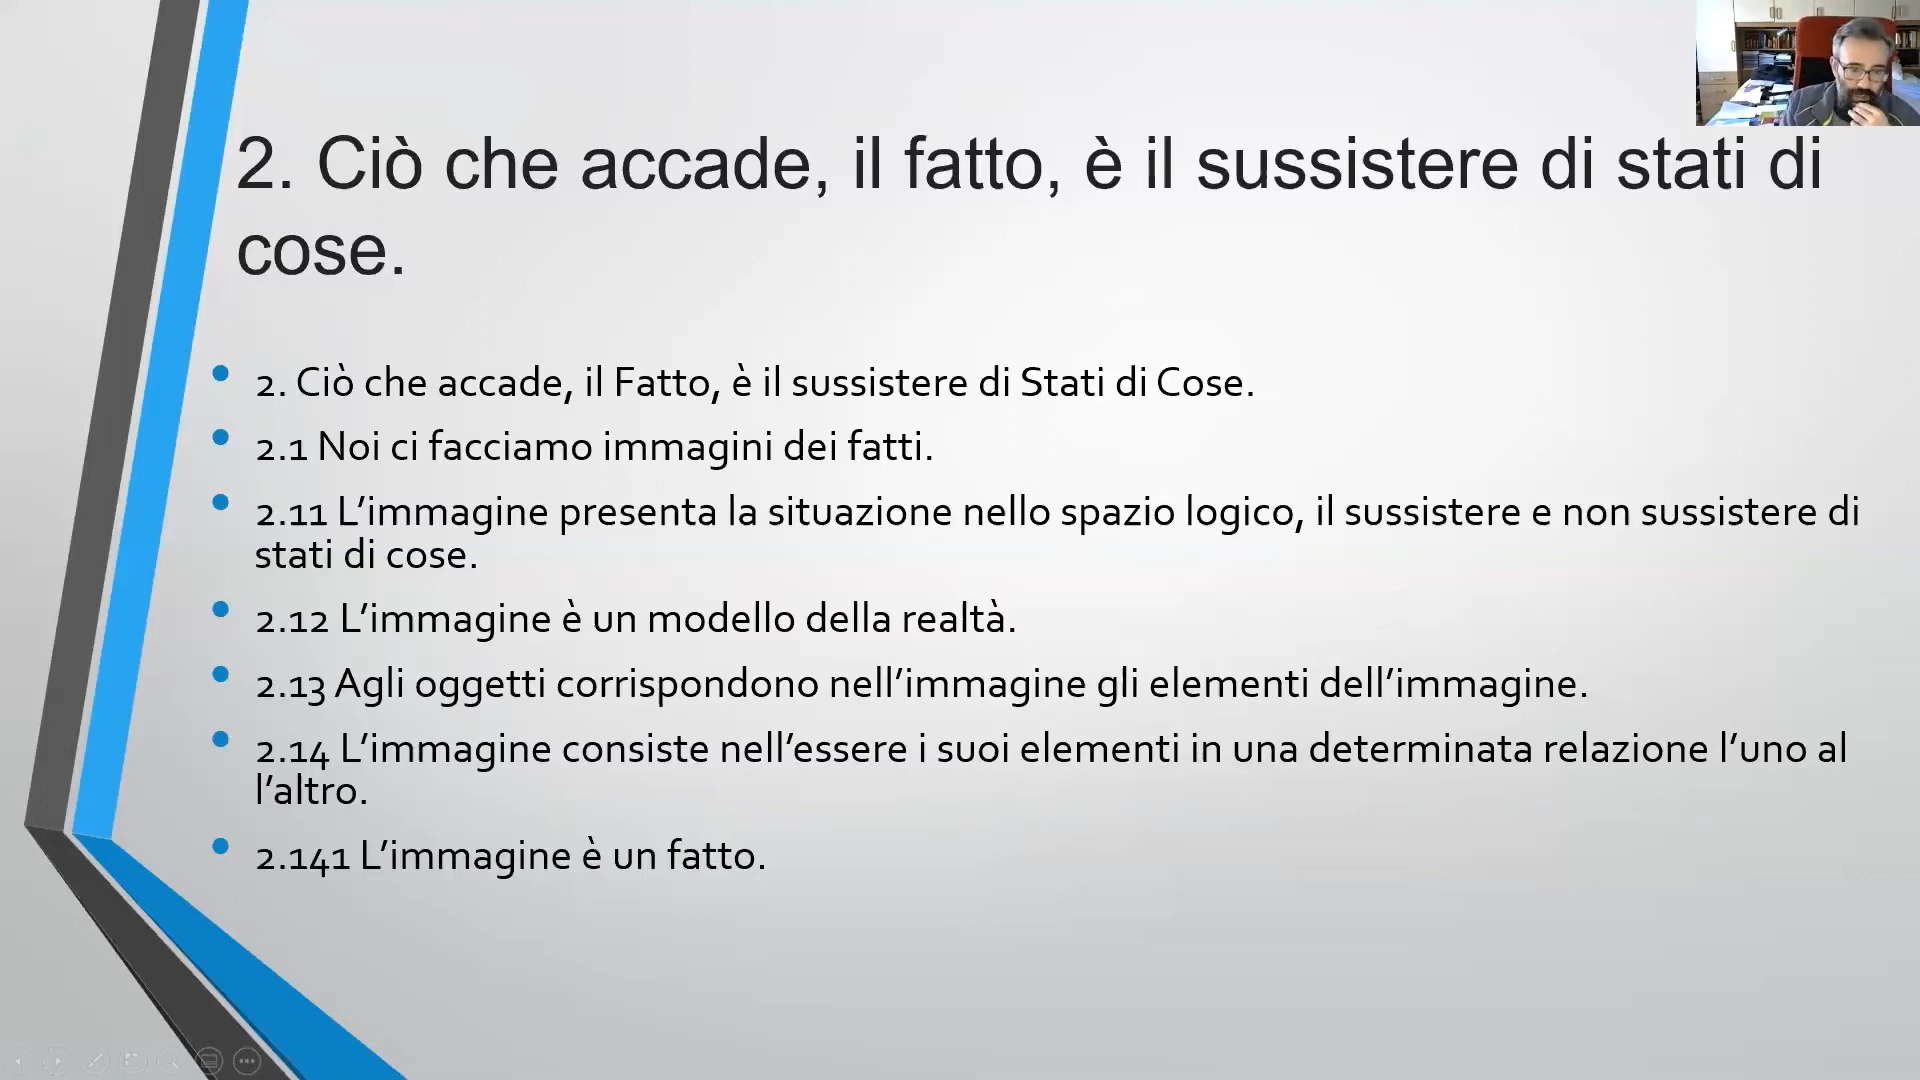 2. Ciò che accade, il fatto, è il sussistere di stati di
cose.
2. Ciò che accade, il Fatto, è il sussistere di Stati di Cose.
2.1 Noi ci facciamo immagini dei fatti.
2.11 L’immagine presenta la situazione nello spazio logico, il sussistere e non sussistere di
stati di cose.
2.12 L’immagine è un modello della realtà.
2.13 Agli oggetti corrispondono nell’immagine gli elementi dell’immagine.
2.14 L’immagine consiste nell’essere i suoi elementi in una determinata relazione l’uno al
l’altro.
2.141 L’immagine è un fatto.